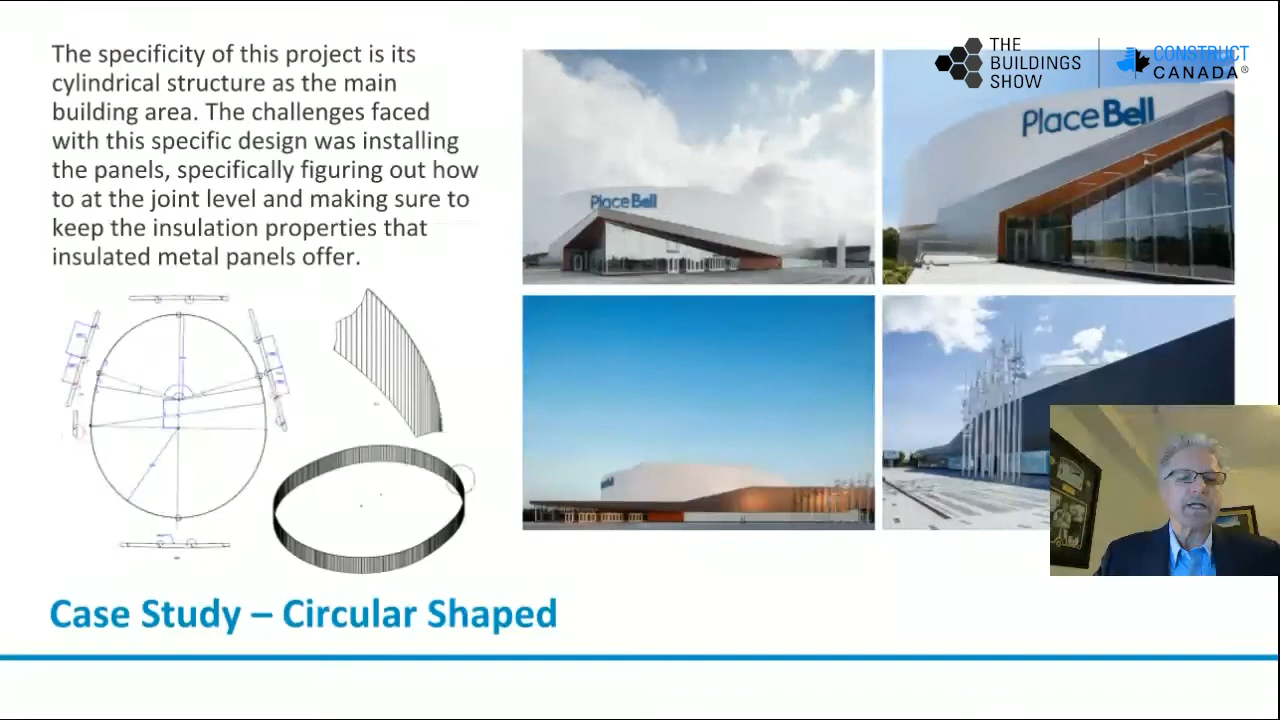 The specificity of this project is its
cylindrical structure as the main
building area. The challenges faced
with this specific design was installing
the panels, specifically figuring out how
to at the joint level and making sure to
keep the insulation properties that
insulated metal panels offer.
THE
BUILDINGS
SHOW
CONSTRUCT
CANADA®
Place Bell
Place Bell
Case Study – Circular Shaped